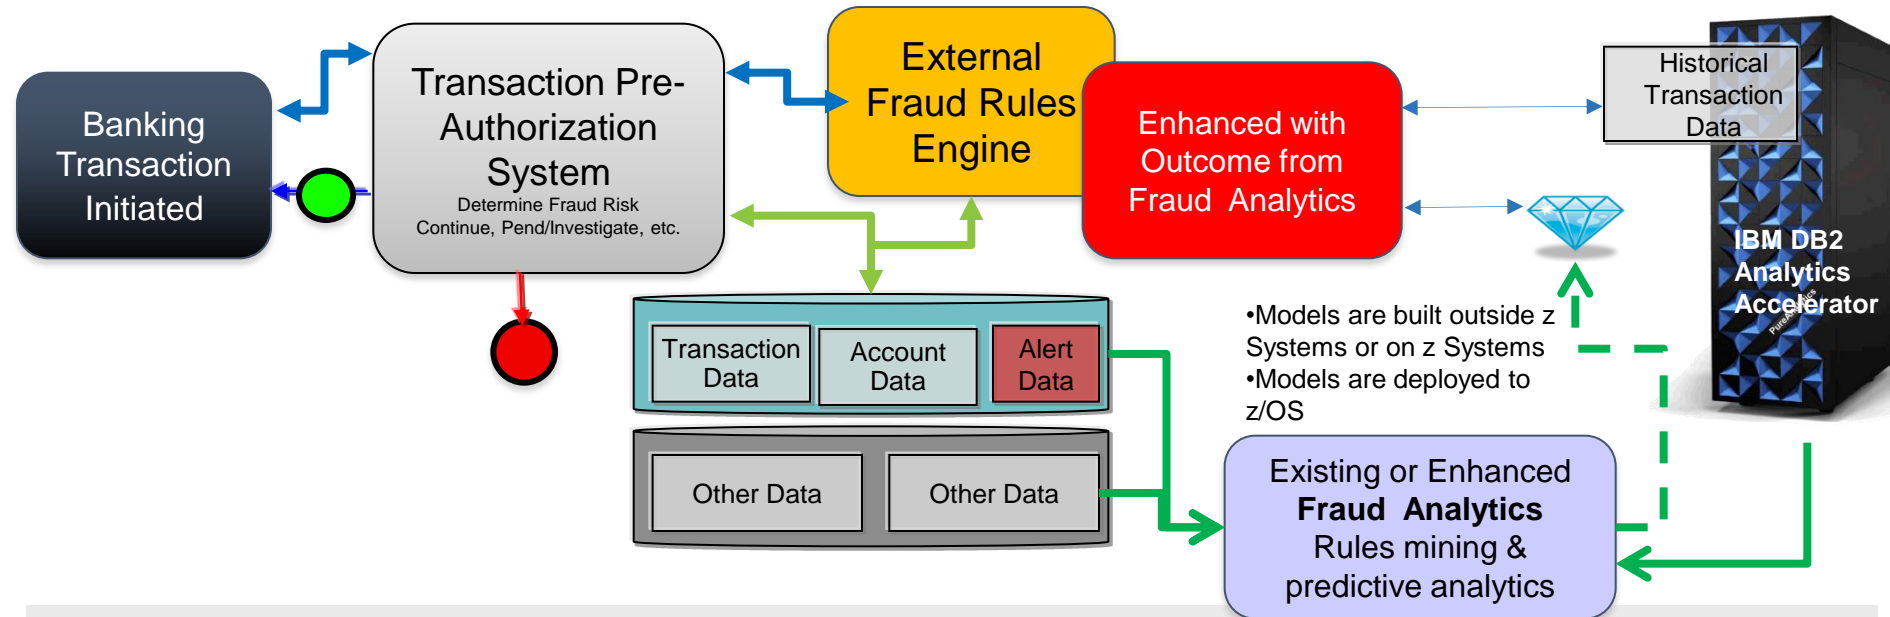 Banking
Transaction
Initiated
Transaction Pre-
Authorization
System
Determine Fraud Risk
Continue, Pend/Investigate, etc.
External
Fraud Rules
Engine
Enhanced with
Outcome from
Fraud Analytics
Historical
Transaction
Data
IBM DB2
Analytics
Accelerator
PureAnalytics
Transaction
Data
Account
Data
Alert
Data
Other Data
Other Data
•Models are built outside z
Systems or on z Systems
•Models are deployed to
z/OS
Existing or Enhanced
Fraud Analytics
Rules mining &
predictive analytics